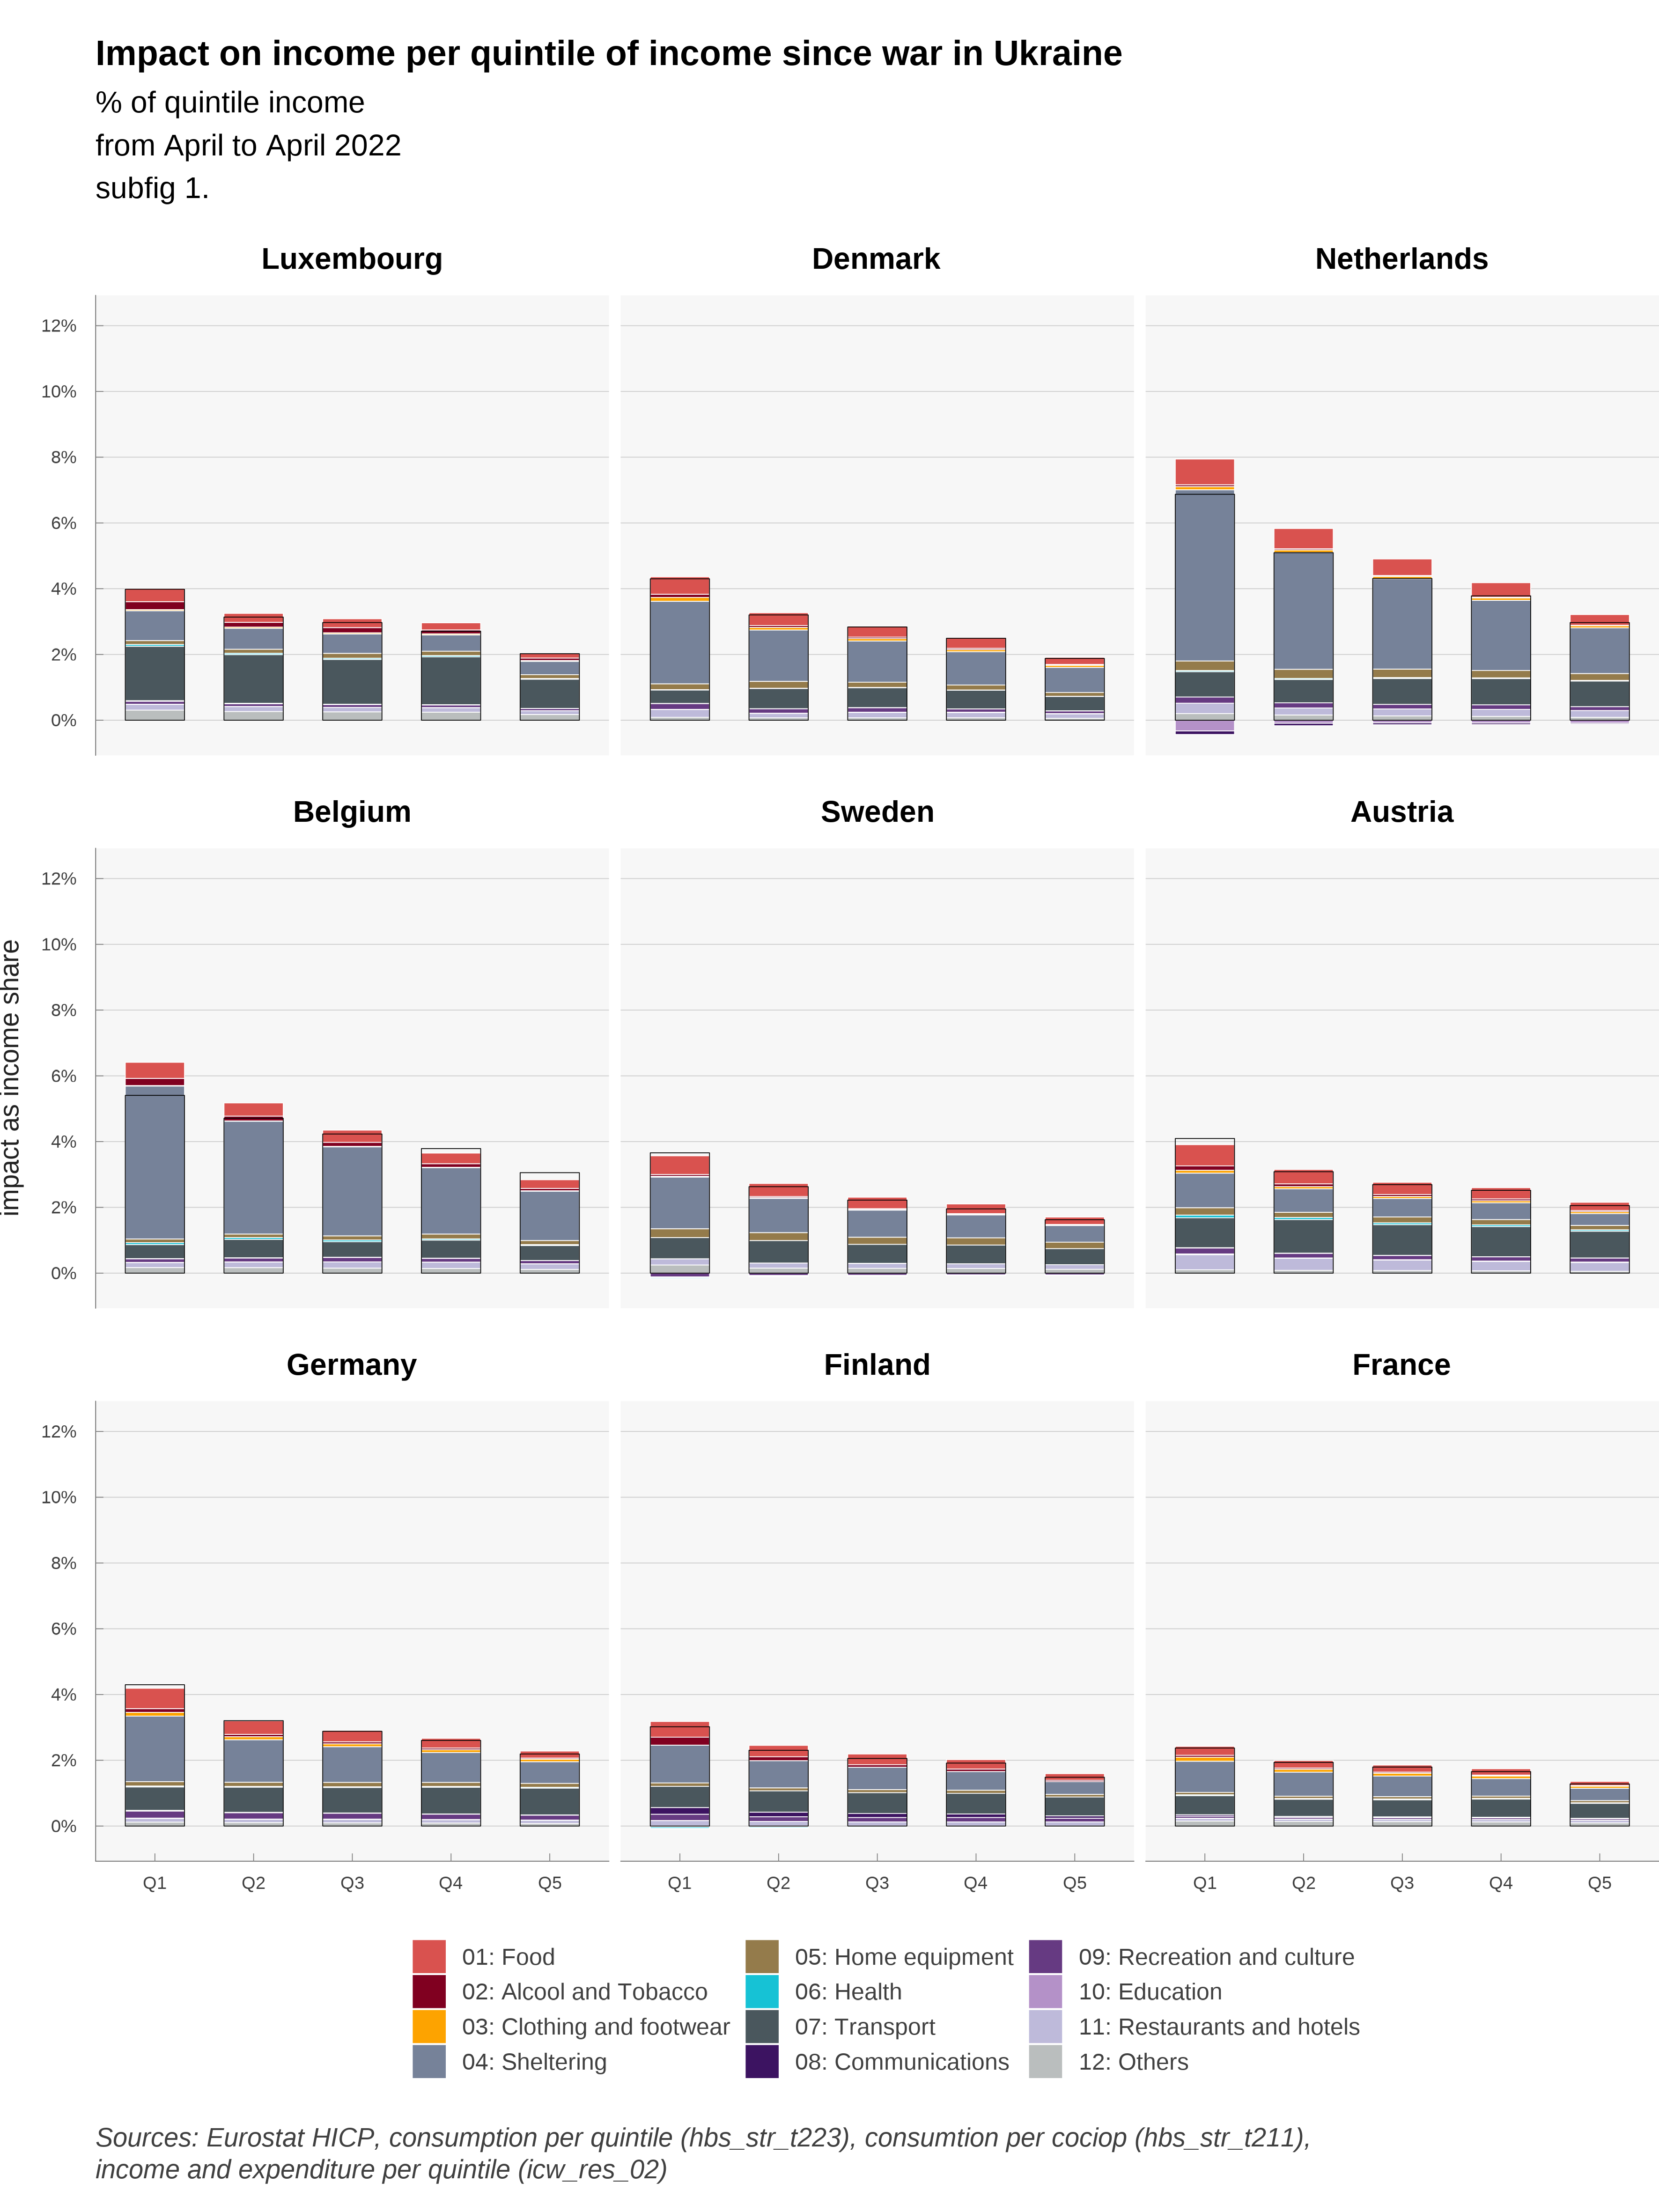 Impact on income per quintile of income since war in Ukraine
% of quintile income
from April to April 2022
subfig 1.
Luxembourg
Denmark
Netherlands
12%
10%
8%
6%
4%
2%
0%
Belgium
Sweden
Austria
12%
10%
8%
6%
4%
2%
0%
impact as income share
Germany
Finland
France
12%
10%
8%
6%
4%
2%
0%
Q1 Q2 Q3 Q4 Q5
Q1 Q2 Q3 Q4 Q5
Q1 Q2 Q3 Q4 Q5
01: Food
02: Alcool and Tobacco
03: Clothing and footwear
04: Sheltering
05: Home equipment
06: Health
07: Transport
08: Communications
09: Recreation and culture
10: Education
11: Restaurants and hotels
12: Others
Sources: Eurostat HICP, consumption per quintile (hbs_str_t223), consumtion per cociop (hbs_str_t211),
income and expenditure per quintile (icw_res_02)